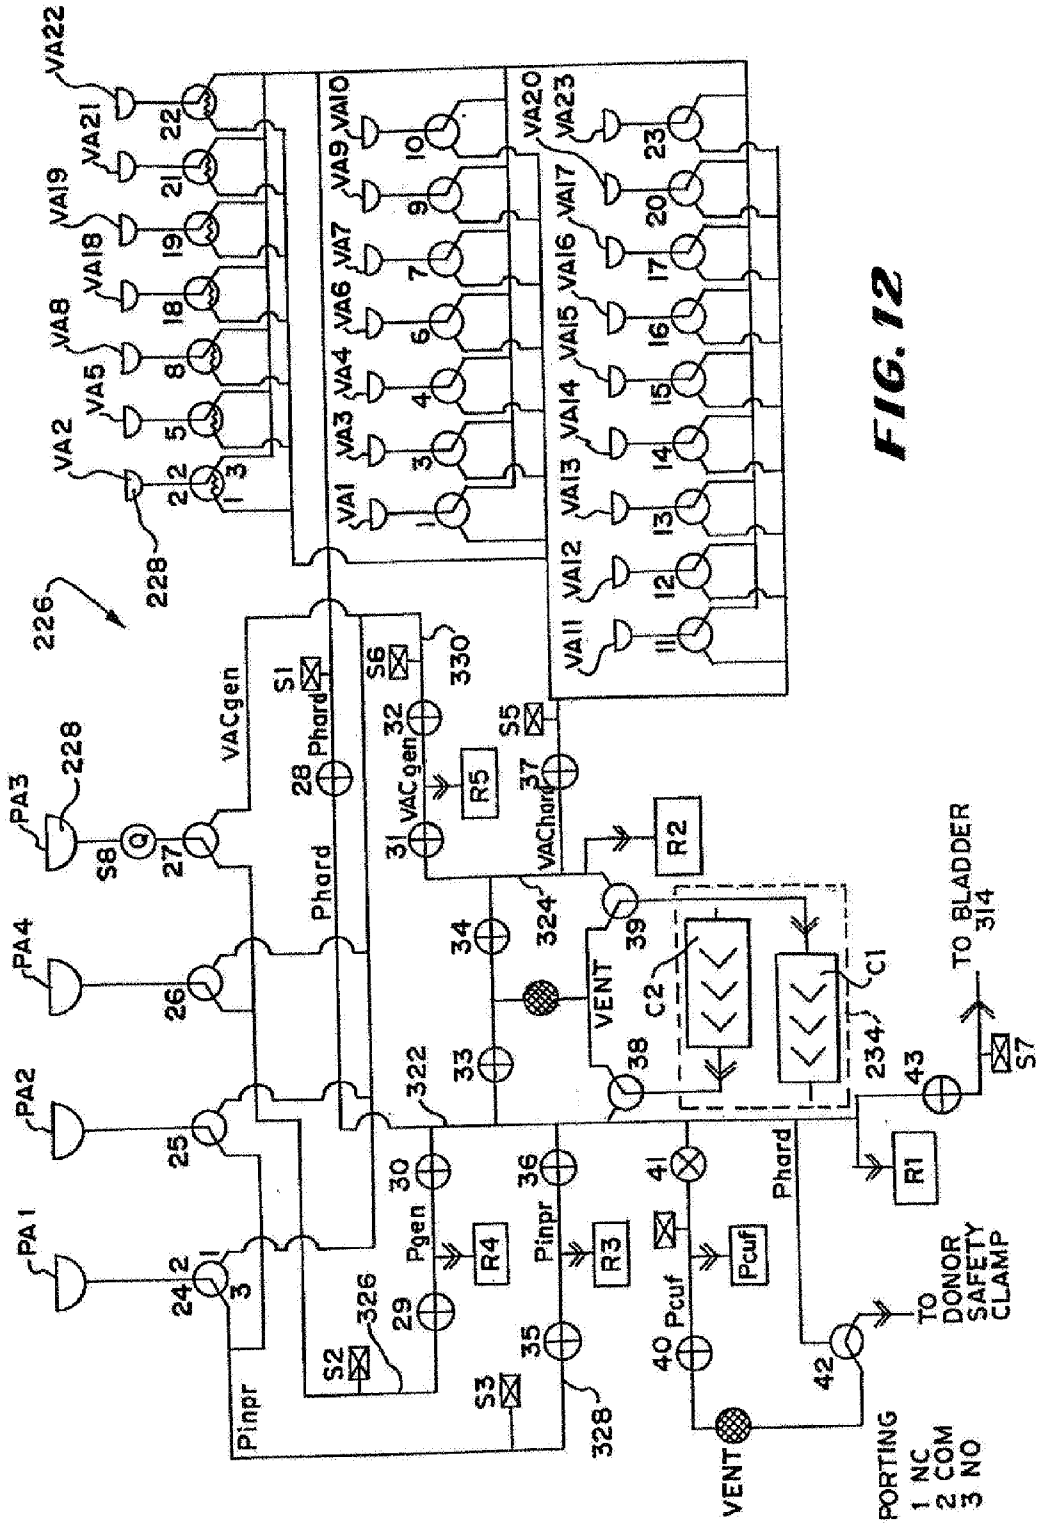 226
PA1
PA2
PA4
PA3
228
S8
Q
24
2
1
3
25
26
27
VACgen
VA2
VA5
VA8
VA18
VA19
VA21
VA22
228
2
2
1
3
5
8
18
19
21
22
Pinpr
S2
326
Phard
28
Phard
S1
S6
330
VA1
VA3
VA4
VA6
VA7
VA9
VA10
1
3
4
6
7
9
10
29
Pgen
30
R4
322
31
VACgen
32
R5
33
34
324
S3
328
35
Pinpr
36
R3
VENT
VAChard
37
S5
VA11
VA12
VA13
VA14
VA15
VA16
VA17
VA20
VA23
11
12
13
14
15
16
17
20
23
38
39
R2
40
Pcuf
41
Pcuf
C2
C1
234
VENT
42
Phard
R1
43
S7
TO BLADDER
314
TO
DONOR
SAFETY
CLAMP
PORTING
1 NC
2 COM
3 NO
FIG. 12